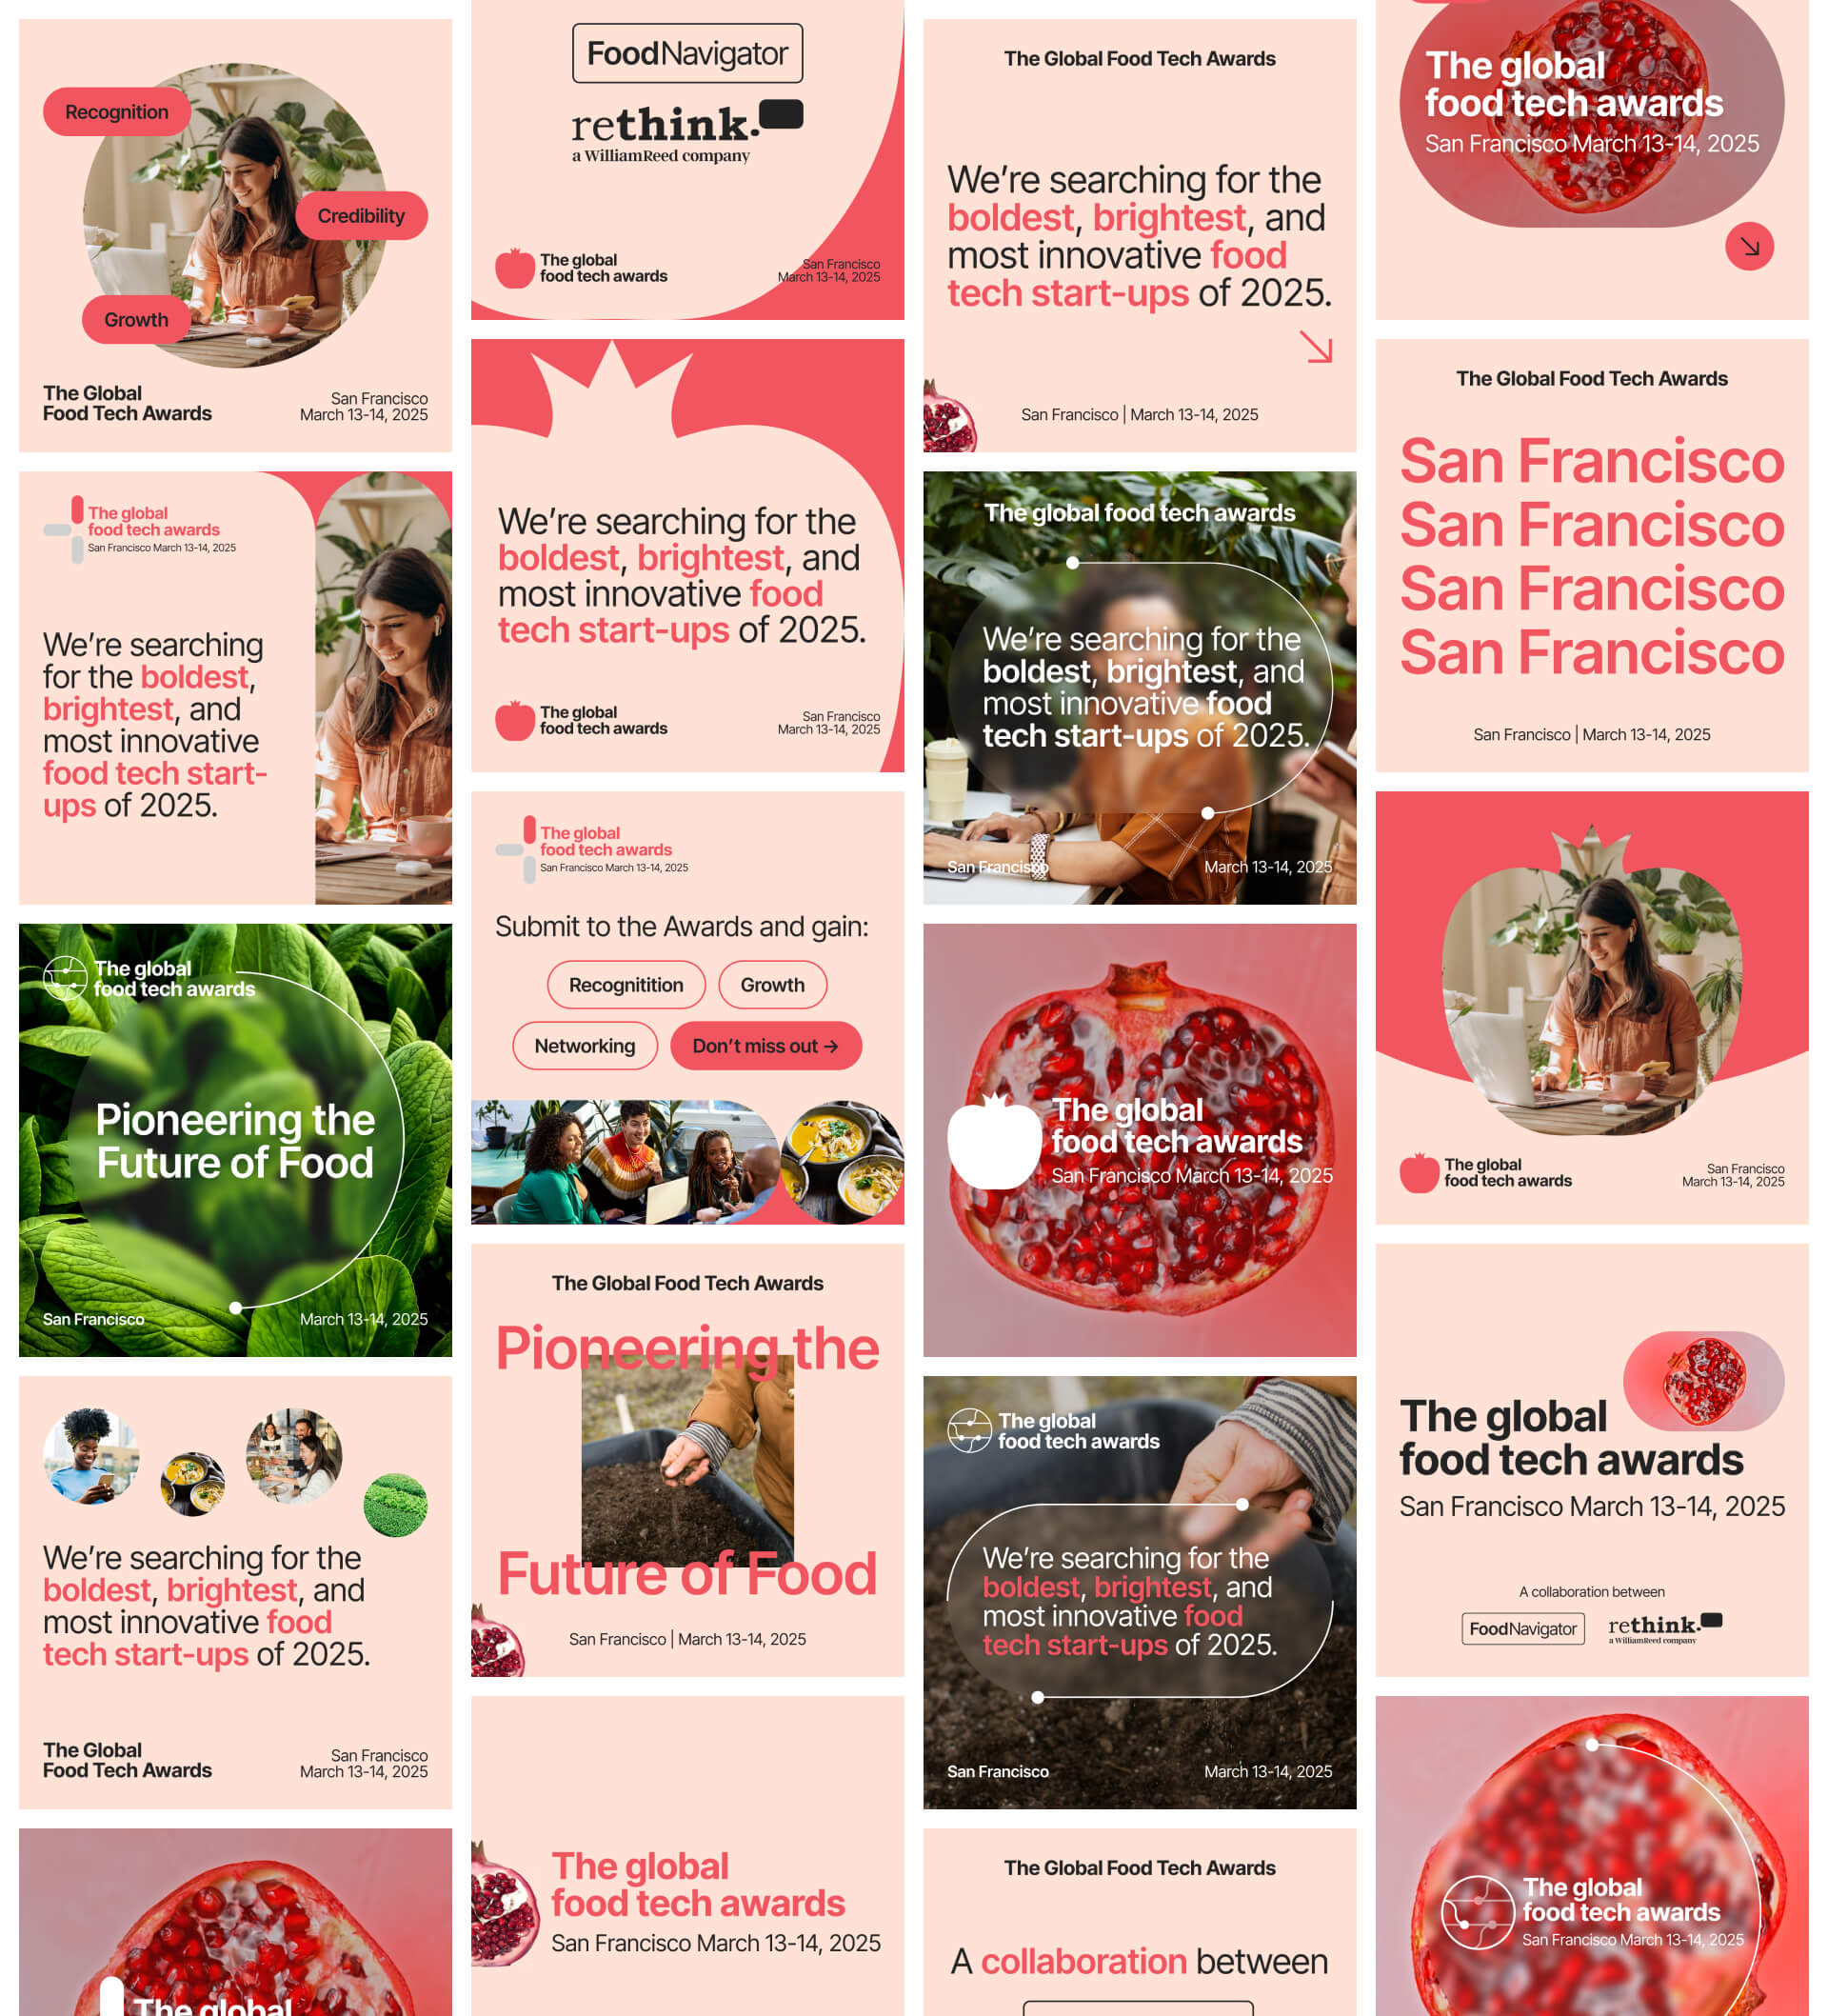 Recognition
Credibility
Growth
The Global
Food Tech Awards
San Francisco
March 13-14, 2025
The global
food tech awards
San Francisco March 13-14, 2025
We're searching
for the boldest,
brightest, and
most innovative
food tech start-
ups of 2025.
The global
food tech awards
Pioneering the
Future of Food
San Francisco
March 13-14, 2025
We're searching for the
boldest, brightest, and
most innovative food
tech start-ups of 2025.
The Global
Food Tech Awards
San Francisco
March 13-14, 2025
The global
FoodNavigator
rethink.
a WilliamReed company
The global
food tech awards
San Francisco
March 13-14, 2025
We're searching for the
boldest, brightest, and
most innovative food
tech start-ups of 2025.
The global
food tech awards
San Francisco
March 13-14, 2025
The global
food tech awards
San Francisco March 13-14, 2025
Submit to the Awards and gain:
Recognitition
Growth
Networking
Don't miss out →
The Global Food Tech Awards
Pioneering the
Future of Food
San Francisco | March 13-14, 2025
The global
food tech awards
San Francisco March 13-14, 2025
The Global Food Tech Awards
We're searching for the
boldest, brightest, and
most innovative food
tech start-ups of 2025.
San Francisco | March 13-14, 2025
The global food tech awards
We're searching for the
boldest, brightest, and
most innovative food
tech start-ups of 2025.
San Francisco
March 13-14, 2025
The global
food tech awards
San Francisco March 13-14, 2025
The global
food tech awards
We're searching for the
boldest, brightest, and
most innovative food
tech start-ups of 2025.
San Francisco
March 13-14, 2025
The Global Food Tech Awards
A collaboration between
The global
food tech awards
San Francisco March 13-14, 2025
The Global Food Tech Awards
San Francisco
San Francisco
San Francisco
San Francisco
San Francisco | March 13-14, 2025
The global
food tech awards
San Francisco
March 13-14, 2025
The global
food tech awards
San Francisco March 13-14, 2025
A collaboration between
FoodNavigator
rethink.
a WilliamReed company
The global
food tech awards
San Francisco March 13-14, 2025